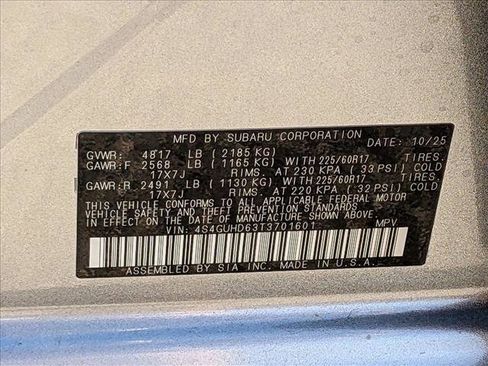 MFD BY SUBARU CORPORATION DATE: 10/25
GVWR: 4817 LB (2185 KG)
GAWR:F 2568 LB (1165 KG) WITH 225/60R17 TIRES.
17X7J RIMS. AT 230 KPA (33 PSI) COLD
GAWR:R 2491 LB (1130 KG) WITH 225/60R17 TIRES.
17X7J RIMS. AT 220 KPA (32 PSI) COLD
THIS VEHICLE CONFORMS TO ALL APPLICABLE FEDERAL MOTOR
VEHICLE SAFETY STANDARDS IN EFFECT ON THE DATE
OF MANUFACTURE SHOWN ABOVE.
VIN: 4S4GUHD63T3701601 MPV
ASSEMBLED BY SIA INC. MADE IN U.S.A.